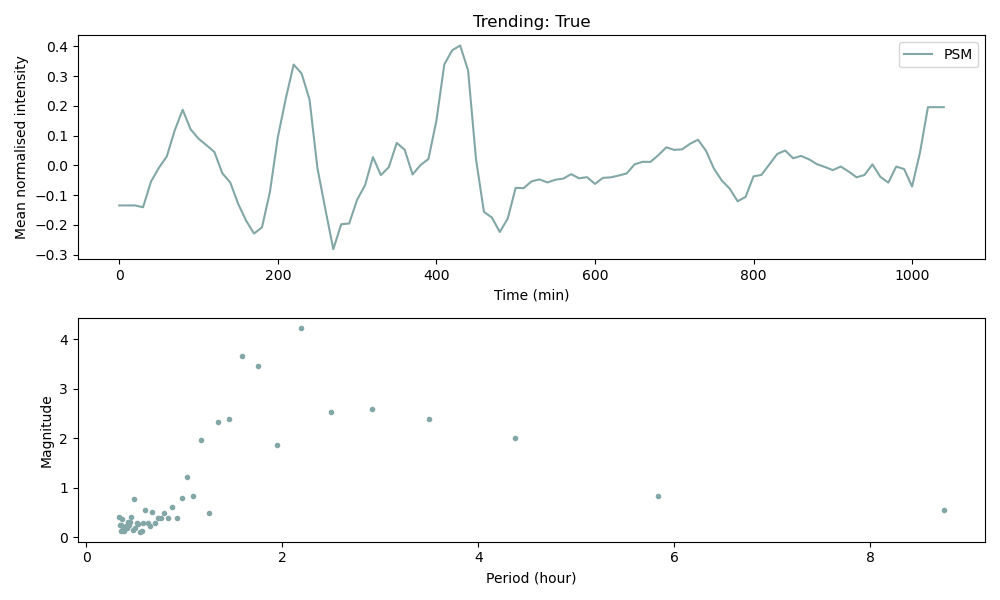 Trending: True
Mean normalised intensity
0.4
0.3
0.2
0.1
0.0
−0.1
−0.2
−0.3
PSM
0 200 400 600 800 1000
Time (min)
Magnitude
4
3
2
1
0
0 2 4 6 8
Period (hour)